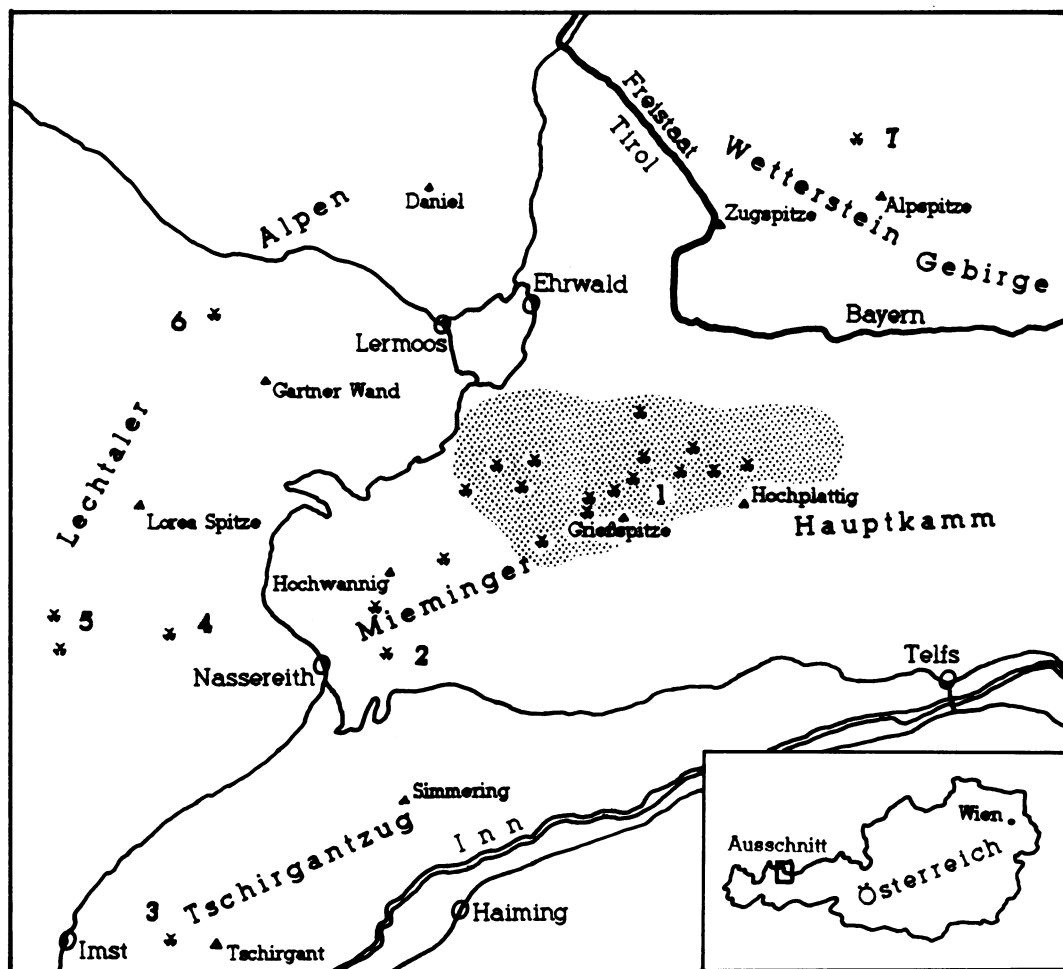 Freistaat
Tirol
Wetterstein Gebirge
7
Daniel
Alpen
Zugspitze
Alpspitze
Ehrwald
6
Lermoos
Bayern
Gartner Wand
Lechtaler
Lorea Spitze
1
Hochplattig
Grießspitze
Hauptkamm
Hochwannig
Mieminger
5
4
2
Nassereith
Telfs
Simmering
Tschirgantzug
Inn
Wien
Ausschnitt
Österreich
3
Haiming
Imst
Tschirgant